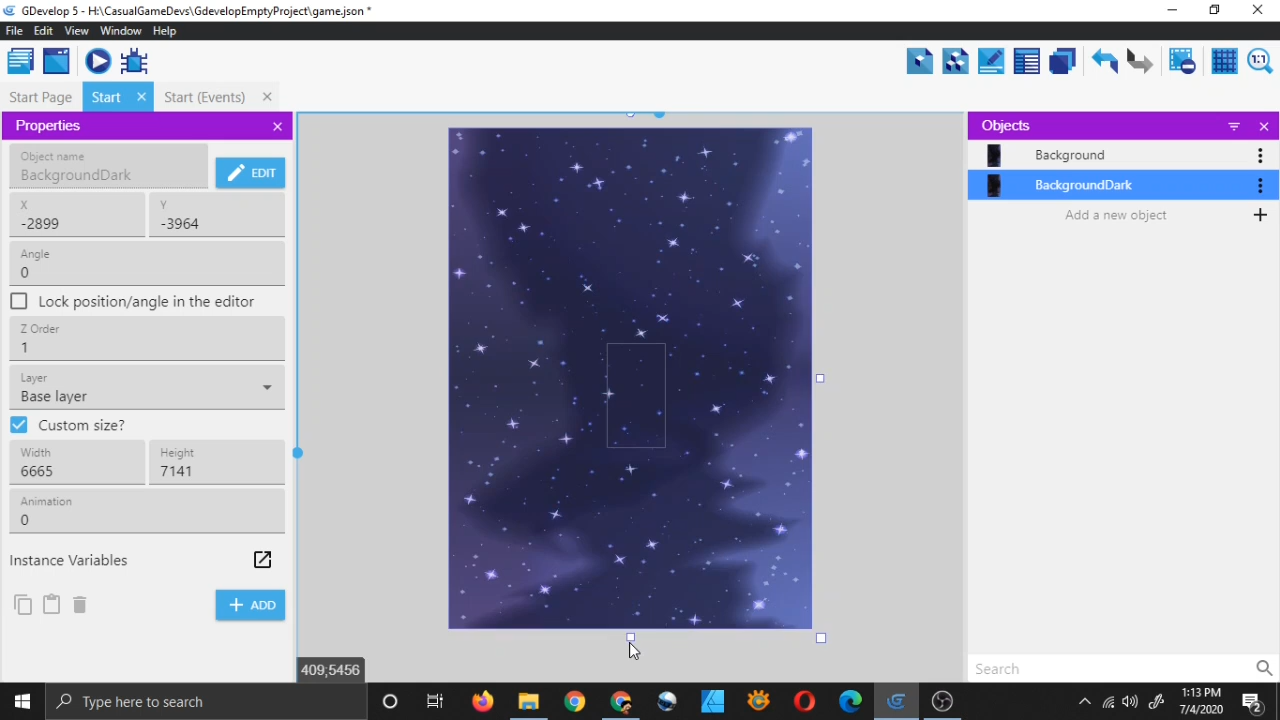 GDevelop 5 - H:\CasualGameDevs\GdevelopEmptyProject\game.json *
File Edit View Window Help
1:1
Start Page Start Start (Events)
Properties
Objects
Object name
BackgroundDark
EDIT
Background
BackgroundDark
Add a new object
X
-2899
Y
-3964
Angle
0
Lock position/angle in the editor
Z Order
1
Layer
Base layer
Custom size?
Width
6665
Height
7141
Animation
0
Instance Variables
ADD
409;5456
Search
Type here to search
1:13 PM
7/4/2020
2